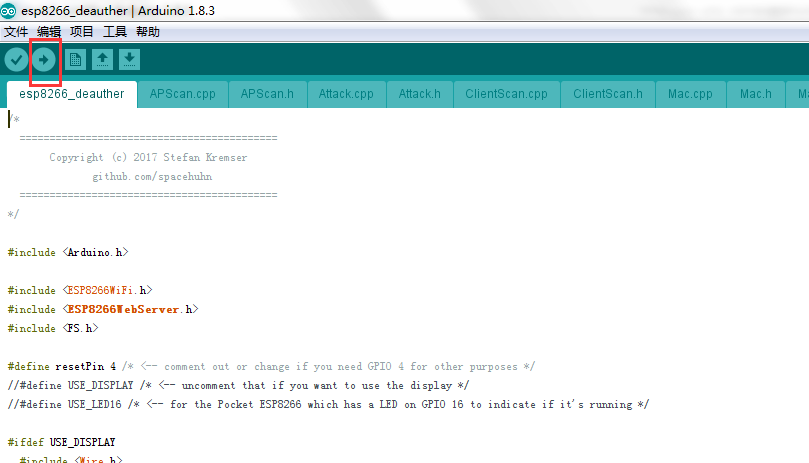 esp8266_deauther | Arduino 1.8.3
文件 编辑 项目 工具 帮助
esp8266_deauther APScan.cpp APScan.h Attack.cpp Attack.h ClientScan.cpp ClientScan.h Mac.cpp Mac.h
/*
===========================================
Copyright (c) 2017 Stefan Kremser
github.com/spacehuhn
===========================================
*/
#include <Arduino.h>
#include <ESP8266WiFi.h>
#include <ESP8266WebServer.h>
#include <FS.h>
#define resetPin 4 /* <-- comment out or change if you need GPIO 4 for other purposes */
//#define USE_DISPLAY /* <-- uncomment that if you want to use the display */
//#define USE_LED16 /* <-- for the Pocket ESP8266 which has a LED on GPIO 16 to indicate if it's running */
#ifdef USE_DISPLAY
#include <Wire.h>